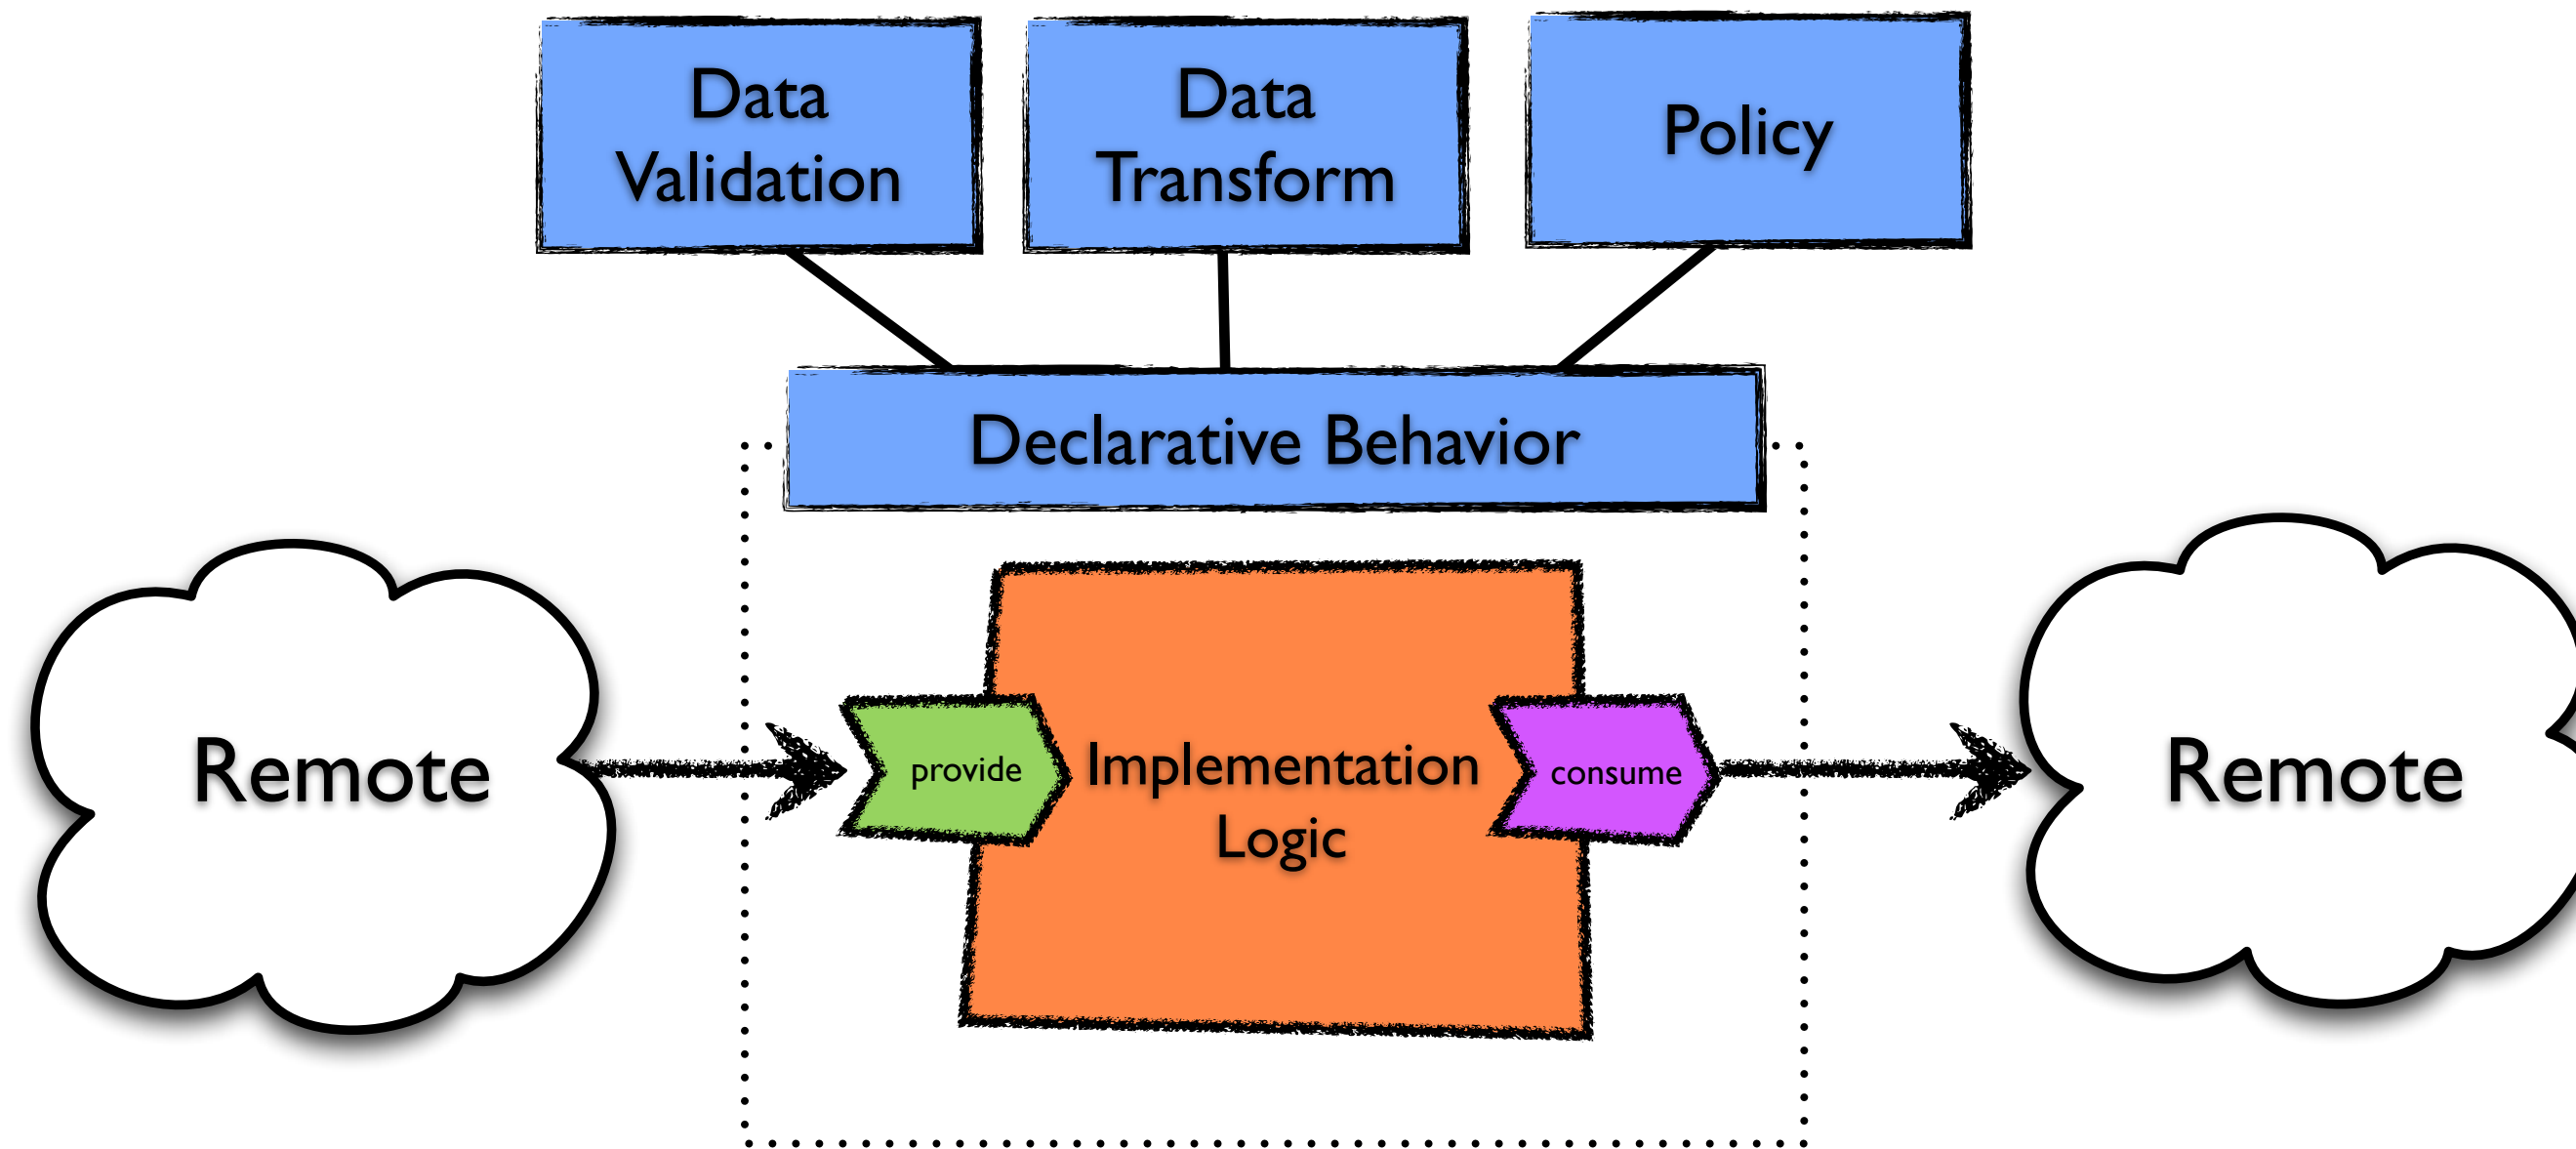 Data
Validation
Data
Transform
Policy
Declarative Behavior
Remote
provide
Implementation
Logic
consume
Remote